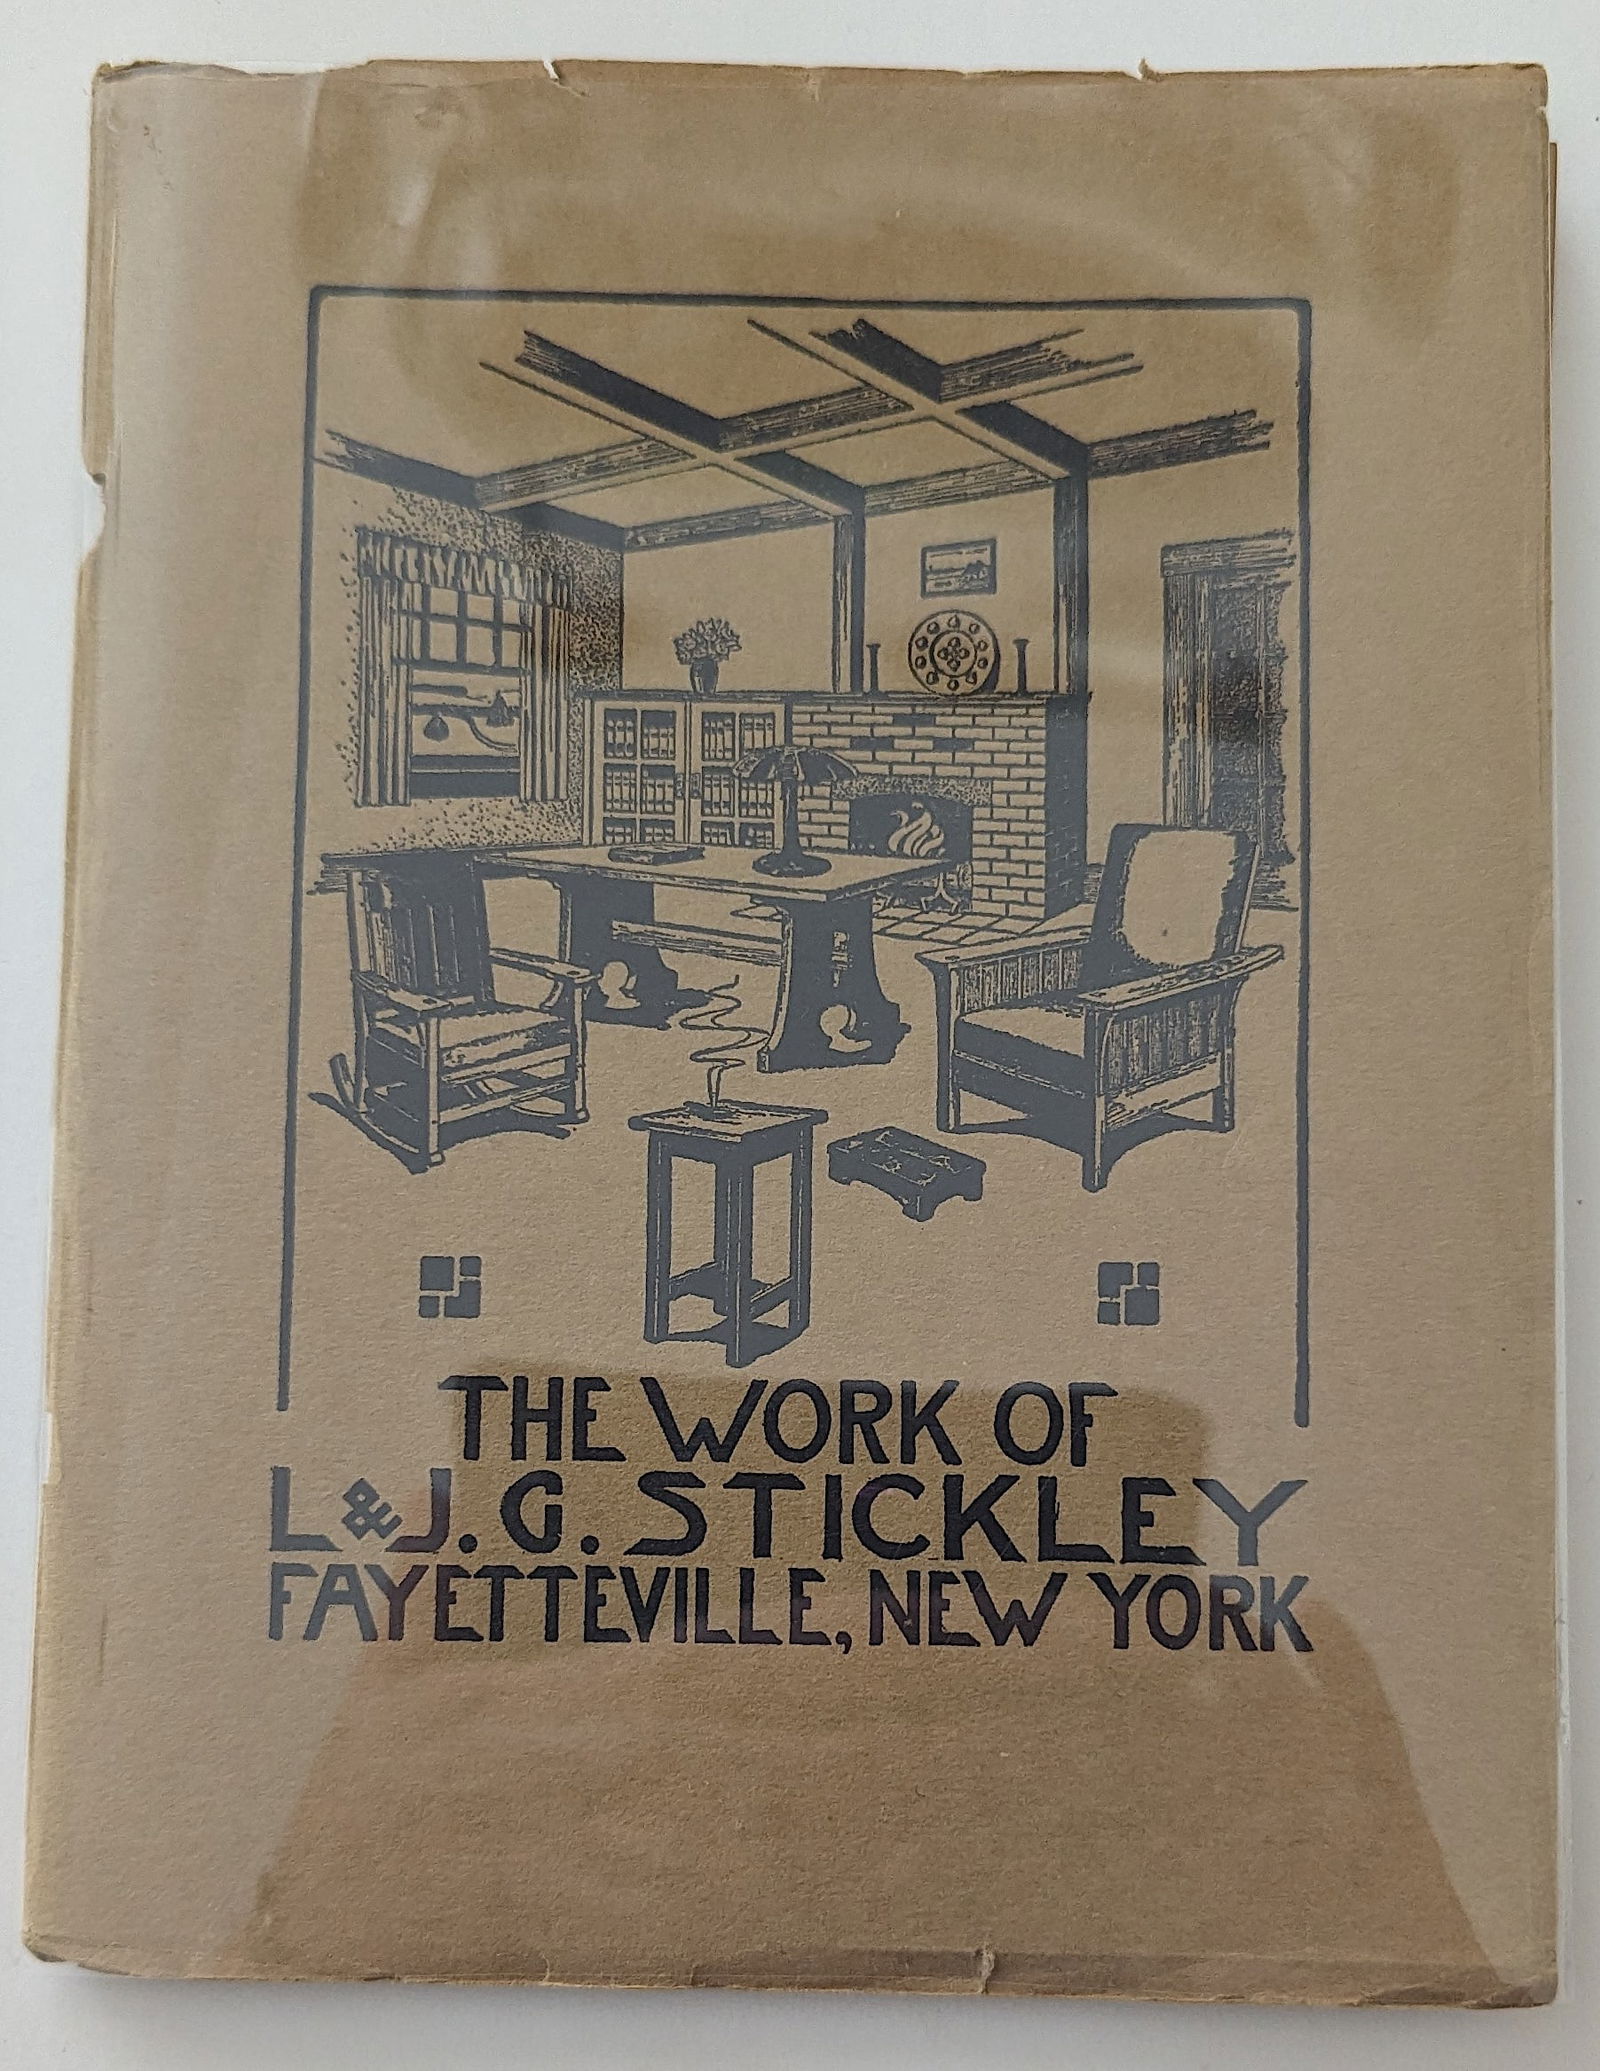 THE WORK OF
L & J. G. STICKLEY
FAYETTEVILLE, NEW YORK